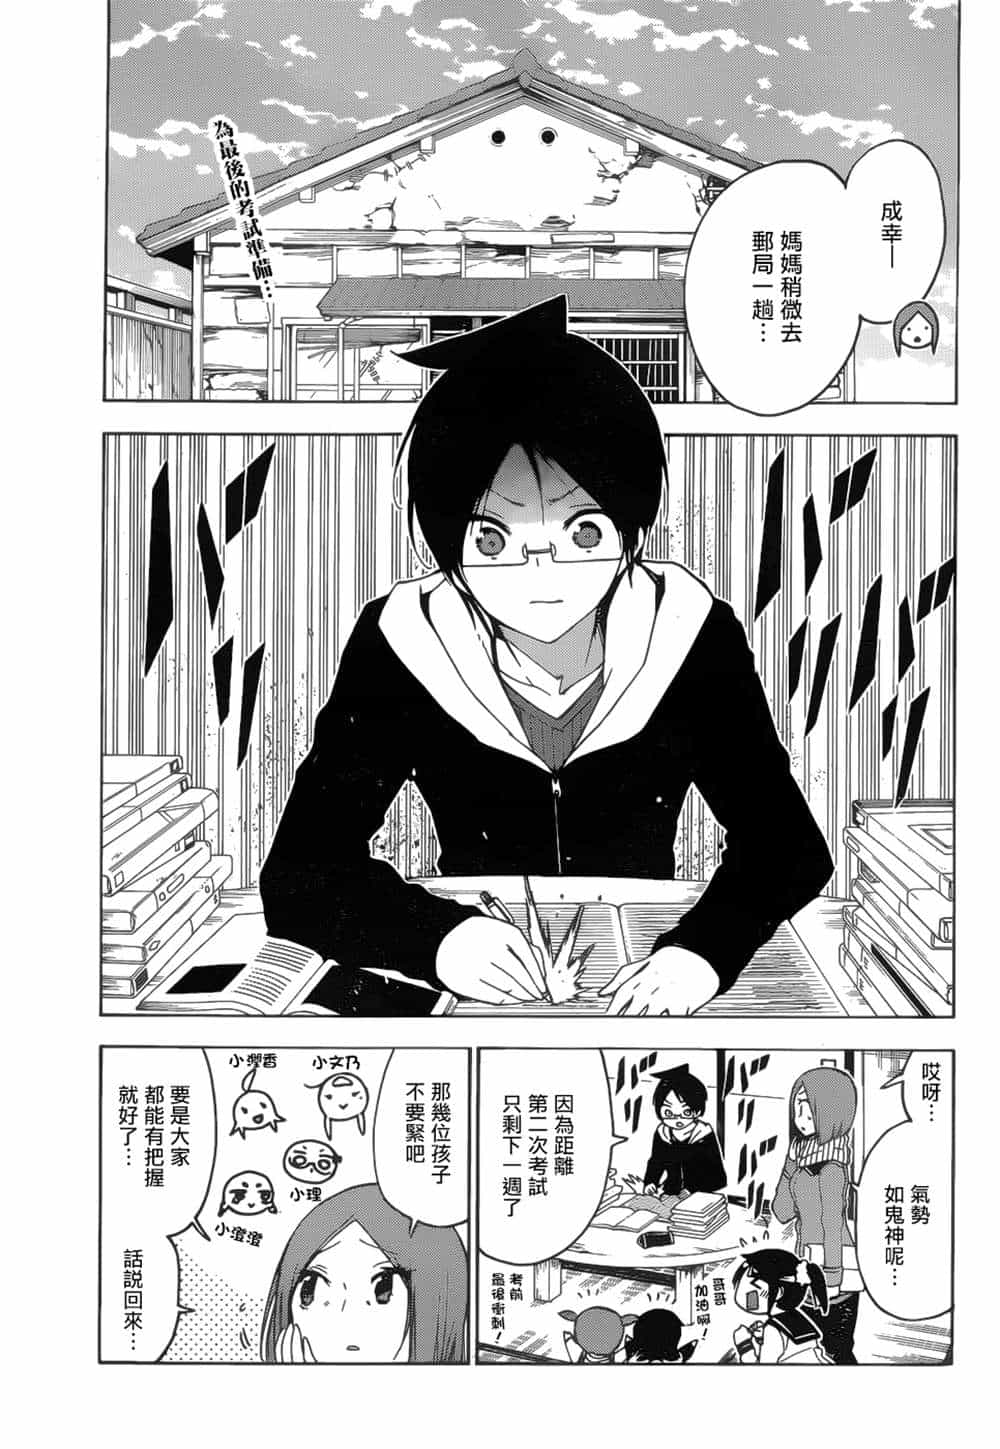 成幸—
媽媽稍微去
郵局一趟…
為最後的考試準備…
哎呀…
氣勢
如鬼神呢…
因為距離
第二次考試
只剩下一週了
哥哥
加油啊！
考前
最後衝刺！
那幾位孩子
不要緊吧
小文乃
小潤香
小理
小澄澄
要是大家
都能有把握
就好了…
話說回來…